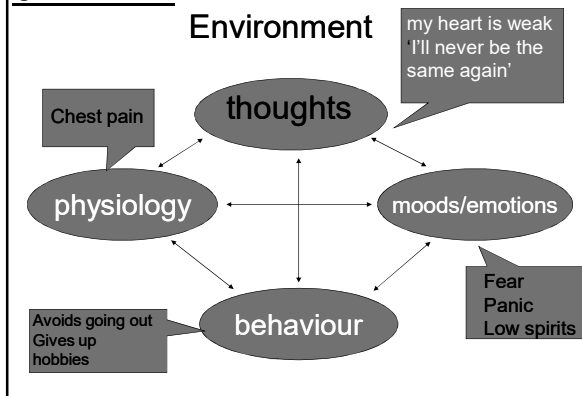 Environment
my heart is weak
‘I’ll never be the
same again’
thoughts
Chest pain
physiology
moods/emotions
Fear
Panic
Low spirits
Avoids going out
Gives up
hobbies
behaviour